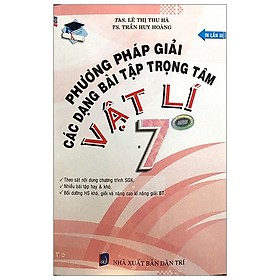 ThS. LÊ THỊ THU HÀ
TS. TRẦN HUY HOÀNG
PHƯƠNG PHÁP GIẢI
CÁC DẠNG BÀI TẬP TRỌNG TÂM
VẬT LÍ
7
✓ Theo sát nội dung chương trình SGK.
✓ Nhiều bài tập hay & khó.
✓ Bồi dưỡng HS khá, giỏi và nâng cao kĩ năng giải BT.
NHÀ XUẤT BẢN DÂN TRÍ